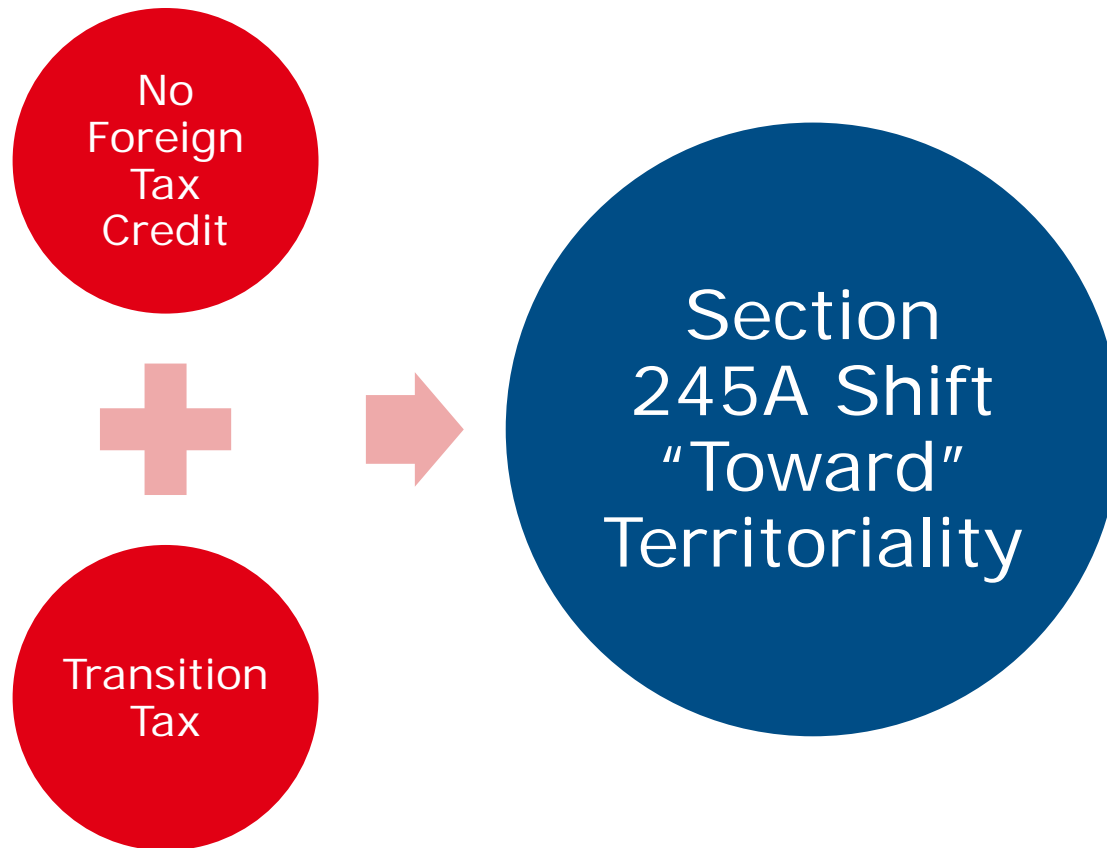 No
Foreign
Tax
Credit
Transition
Tax
Section
245A Shift
“Toward”
Territoriality